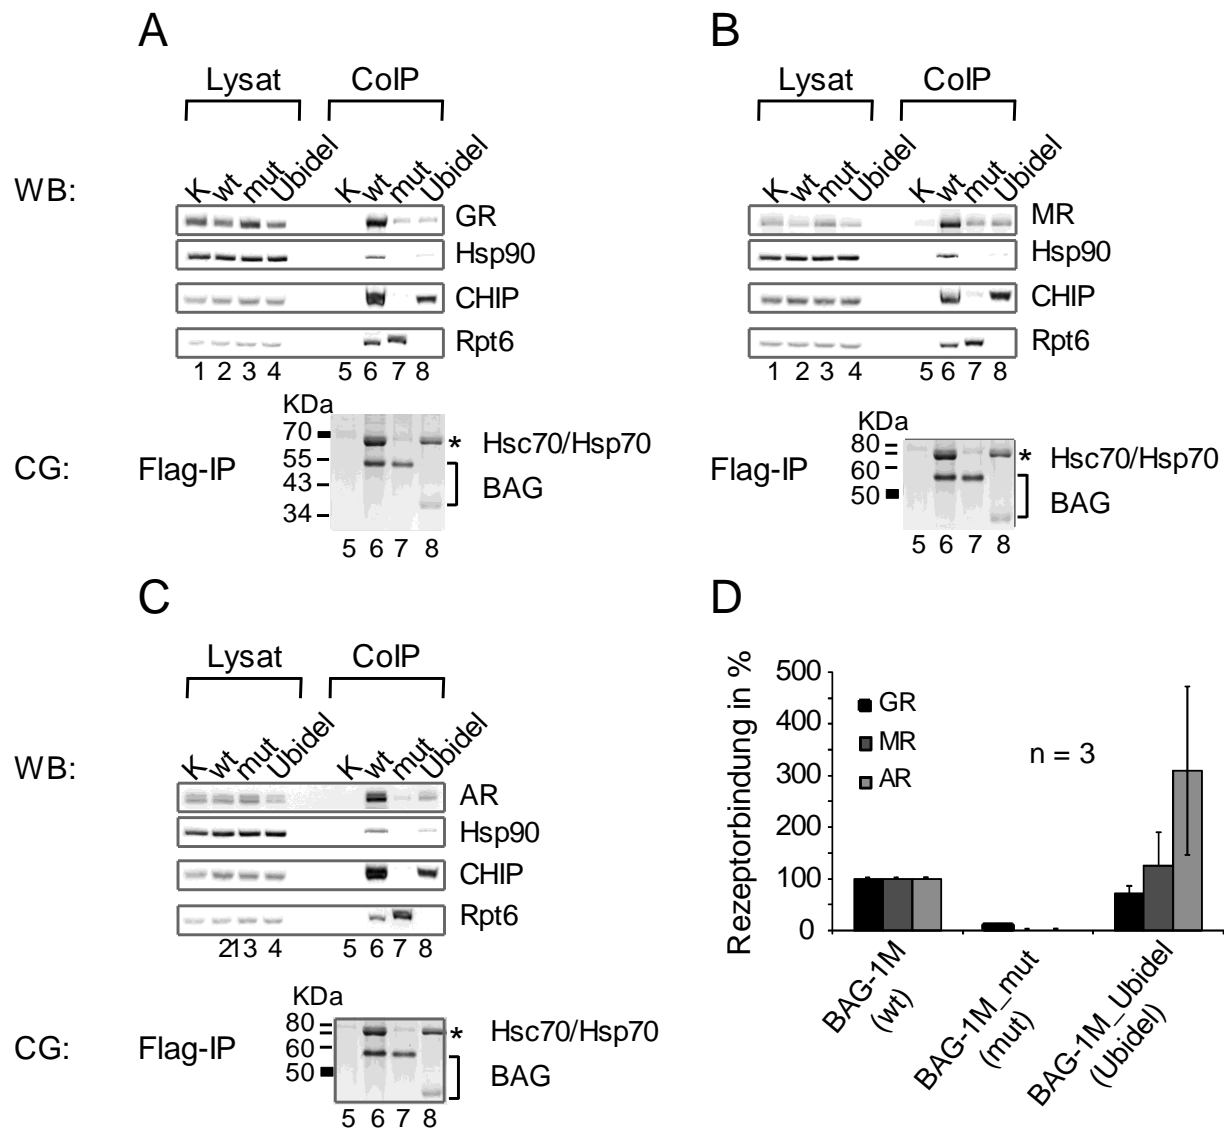 A
Lysat CoIP
WB: K wt mut Ubidel K wt mut Ubidel
GR
Hsp90
CHIP
Rpt6
1 2 3 4 5 6 7 8
CG: Flag-IP
KDa
70
55
43
34
* Hsc70/Hsp70
BAG
5 6 7 8
B
Lysat CoIP
K wt mut Ubidel K wt mut Ubidel
MR
Hsp90
CHIP
Rpt6
1 2 3 4 5 6 7 8
Flag-IP
KDa
80
60
50
* Hsc70/Hsp70
BAG
5 6 7 8
C
Lysat CoIP
WB: K wt mut Ubidel K wt mut Ubidel
AR
Hsp90
CHIP
Rpt6
213 4 5 6 7 8
CG: Flag-IP
KDa
80
60
50
* Hsc70/Hsp70
BAG
5 6 7 8
D
Rezeptorbindung in %
500
400
300
200
100
0
GR
MR
AR
n = 3
BAG-1M
(wt)
BAG-1M_mut
(mut)
BAG-1M_Ubidel
(Ubidel)